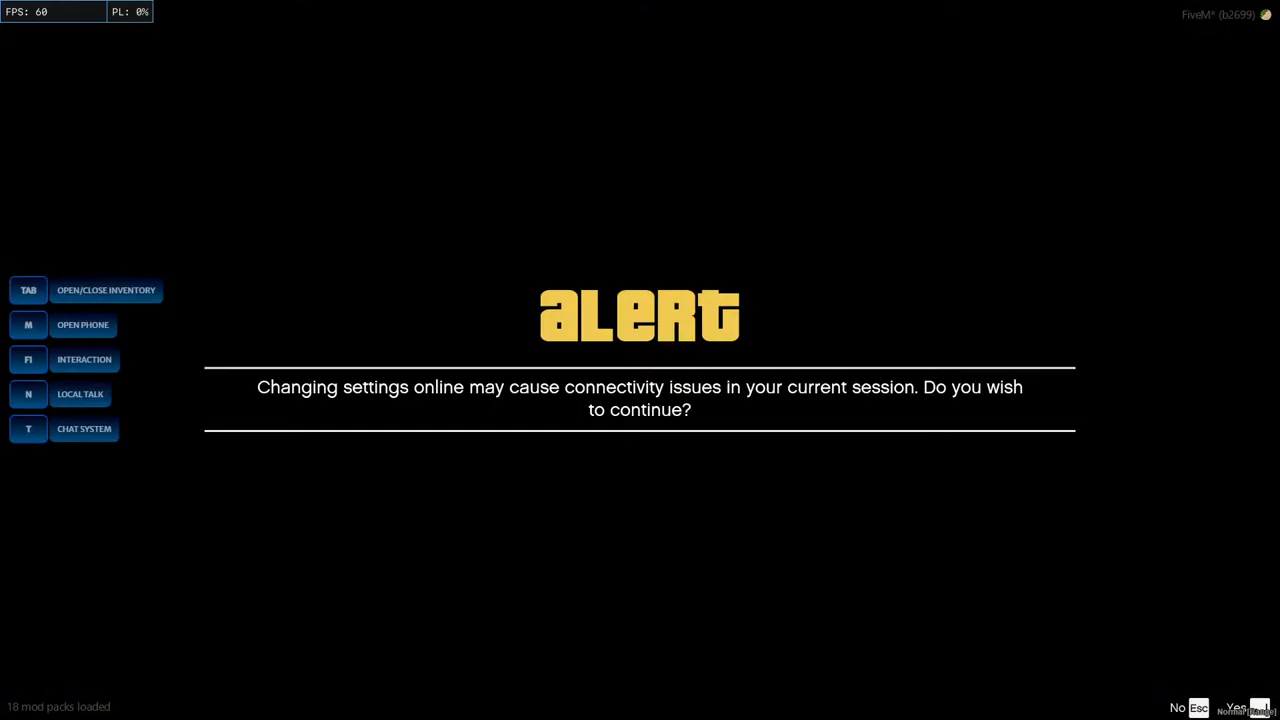 FPS: 60 PL: 0%
FiveM* (b2699)
TAB OPEN/CLOSE INVENTORY
M OPEN PHONE
F1 INTERACTION
N LOCAL TALK
T CHAT SYSTEM
aLeRt
Changing settings online may cause connectivity issues in your current session. Do you wish
to continue?
18 mod packs loaded
No Esc Yes
Normal [Range]